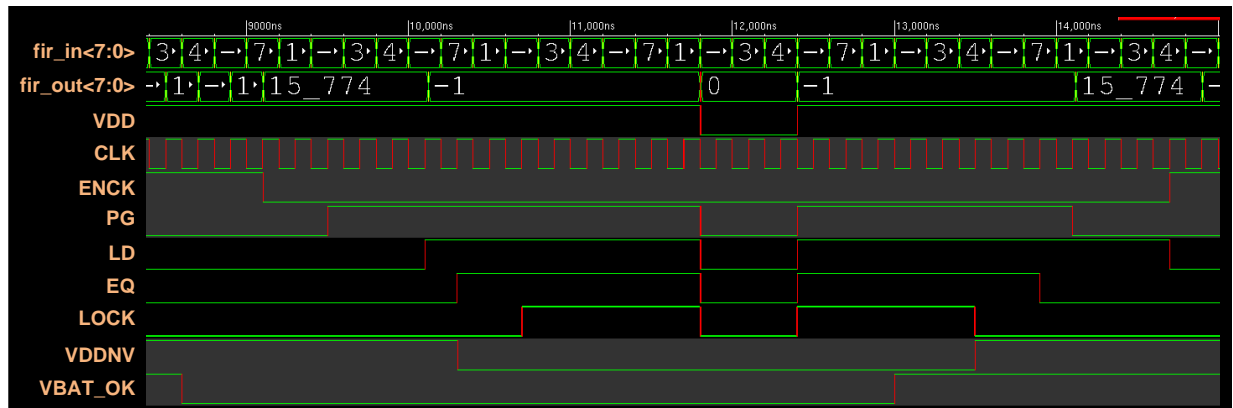 9000ns 10,000ns 11,000ns 12,000ns 13,000ns 14,000ns
fir_in<7:0> 3 4 - 7 1 - 3 4 - 7 1 - 3 4 - 7 1 - 3 4 - 7 1 - 3 4 - 7 1 - 3 4 -
fir_out<7:0> - 1 - 1 15_774 -1 0 -1 15_774 -
VDD
CLK
ENCK
PG
LD
EQ
LOCK
VDDNV
VBAT_OK